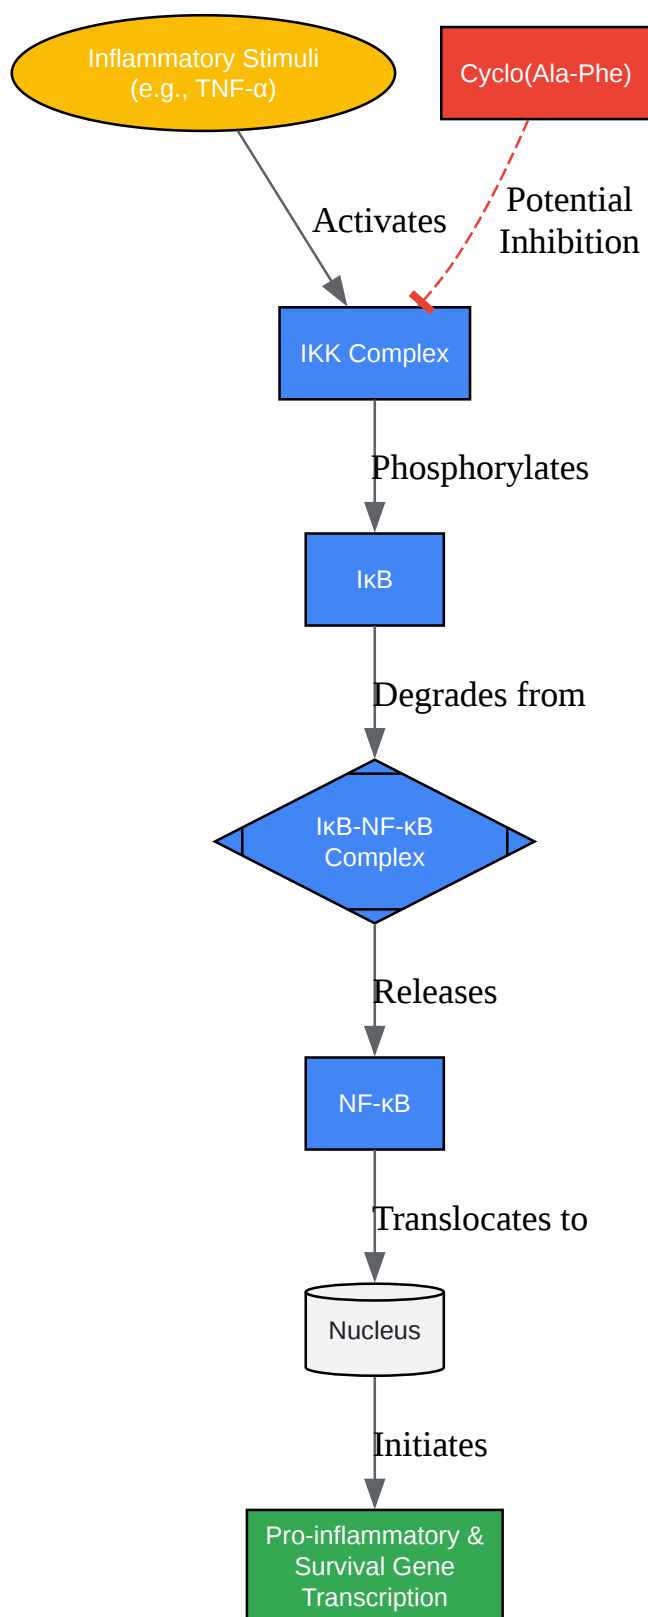 Inflammatory Stimuli
(e.g., TNF-α)
Cyclo(Ala-Phe)
Activates
Potential
Inhibition
IKK Complex
Phosphorylates
IκB
Degrades from
IκB-NF-κB
Complex
Releases
NF-κB
Translocates to
Nucleus
Initiates
Pro-inflammatory &
Survival Gene
Transcription